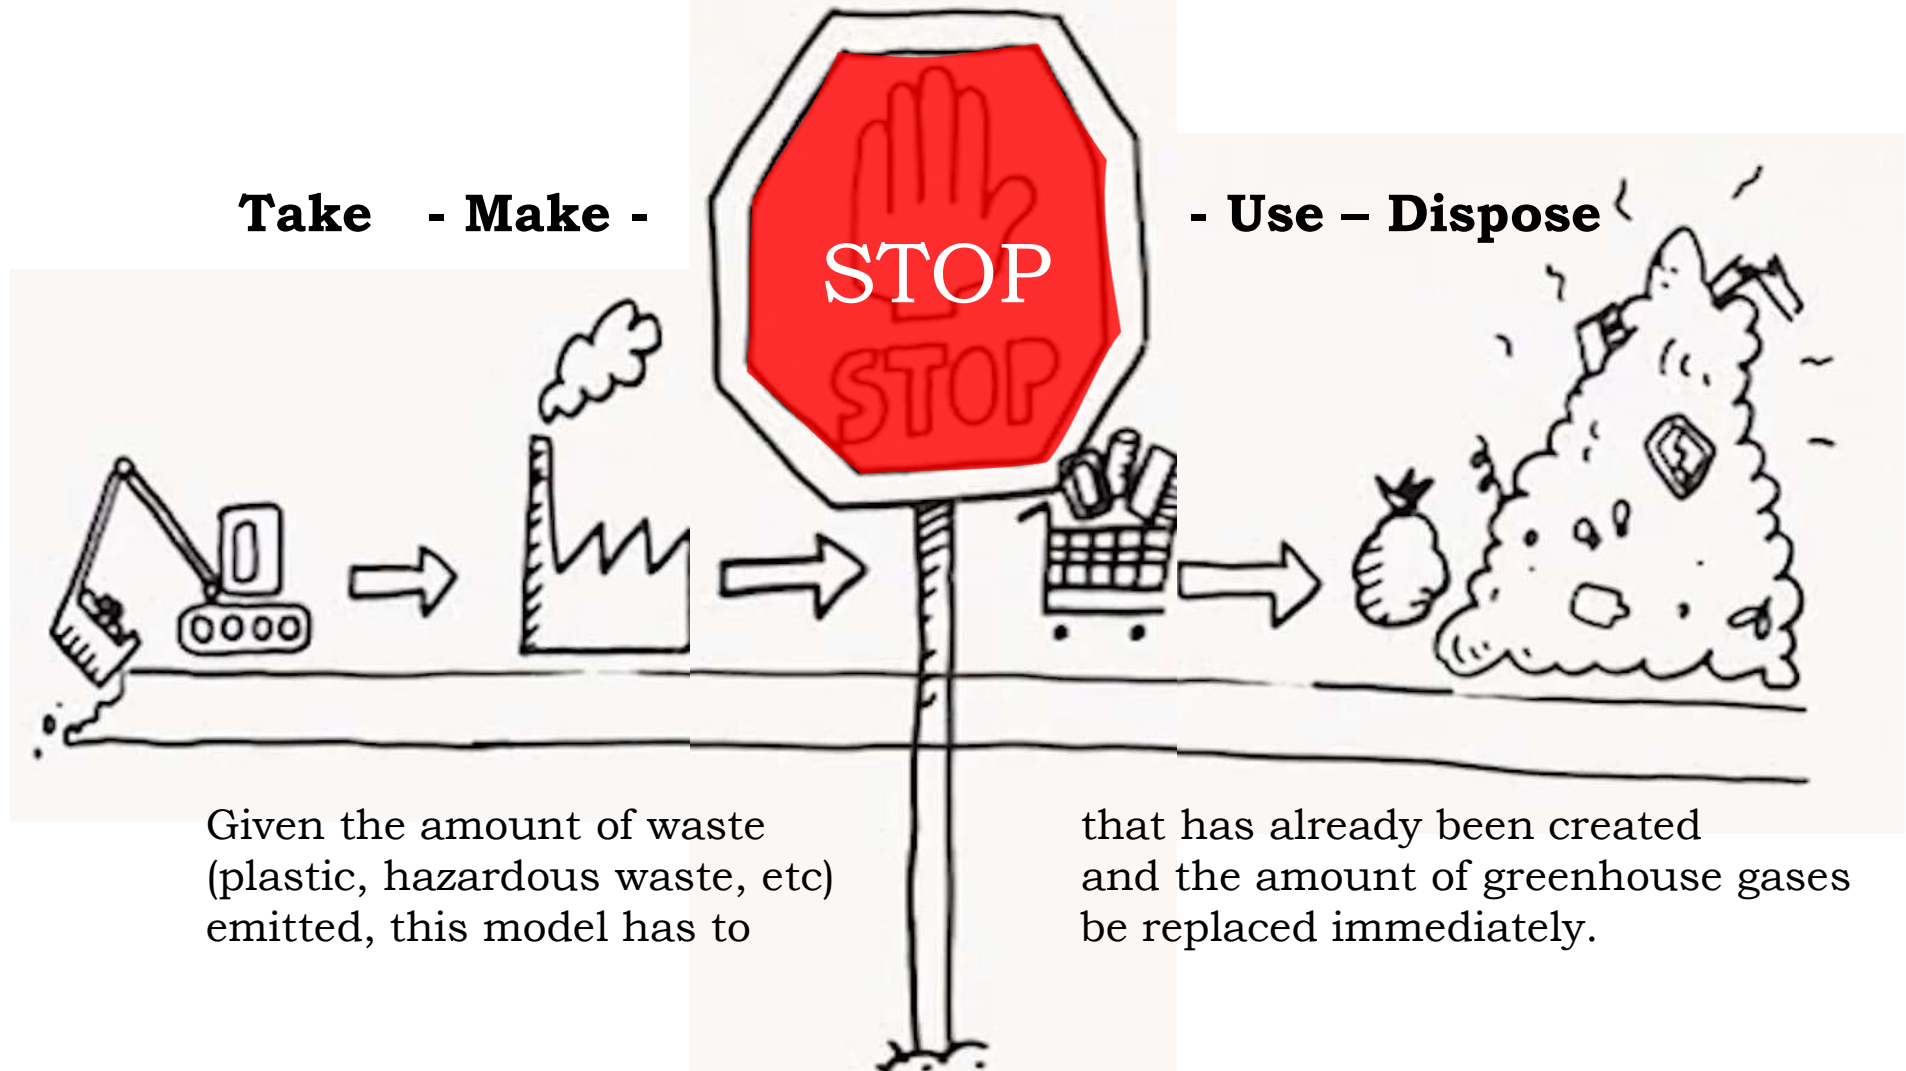 Take - Make -
- Use – Dispose
STOP
STOP
Given the amount of waste that has already been created
(plastic, hazardous waste, etc) and the amount of greenhouse gases
emitted, this model has to be replaced immediately.